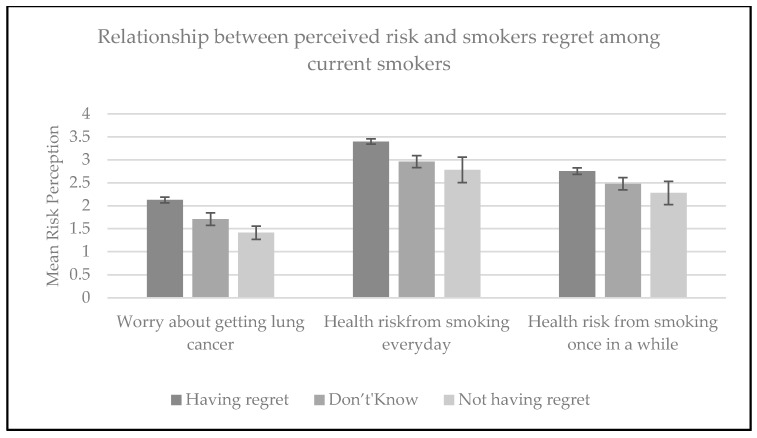 Relationship between perceived risk and smokers regret among
current smokers
Mean Risk Perception
4
3.5
3
2.5
2
1.5
1
0.5
0
Worry about getting lung
cancer
Health riskfrom smoking
everyday
Health risk from smoking
once in a while
Having regret
Don’t'Know
Not having regret